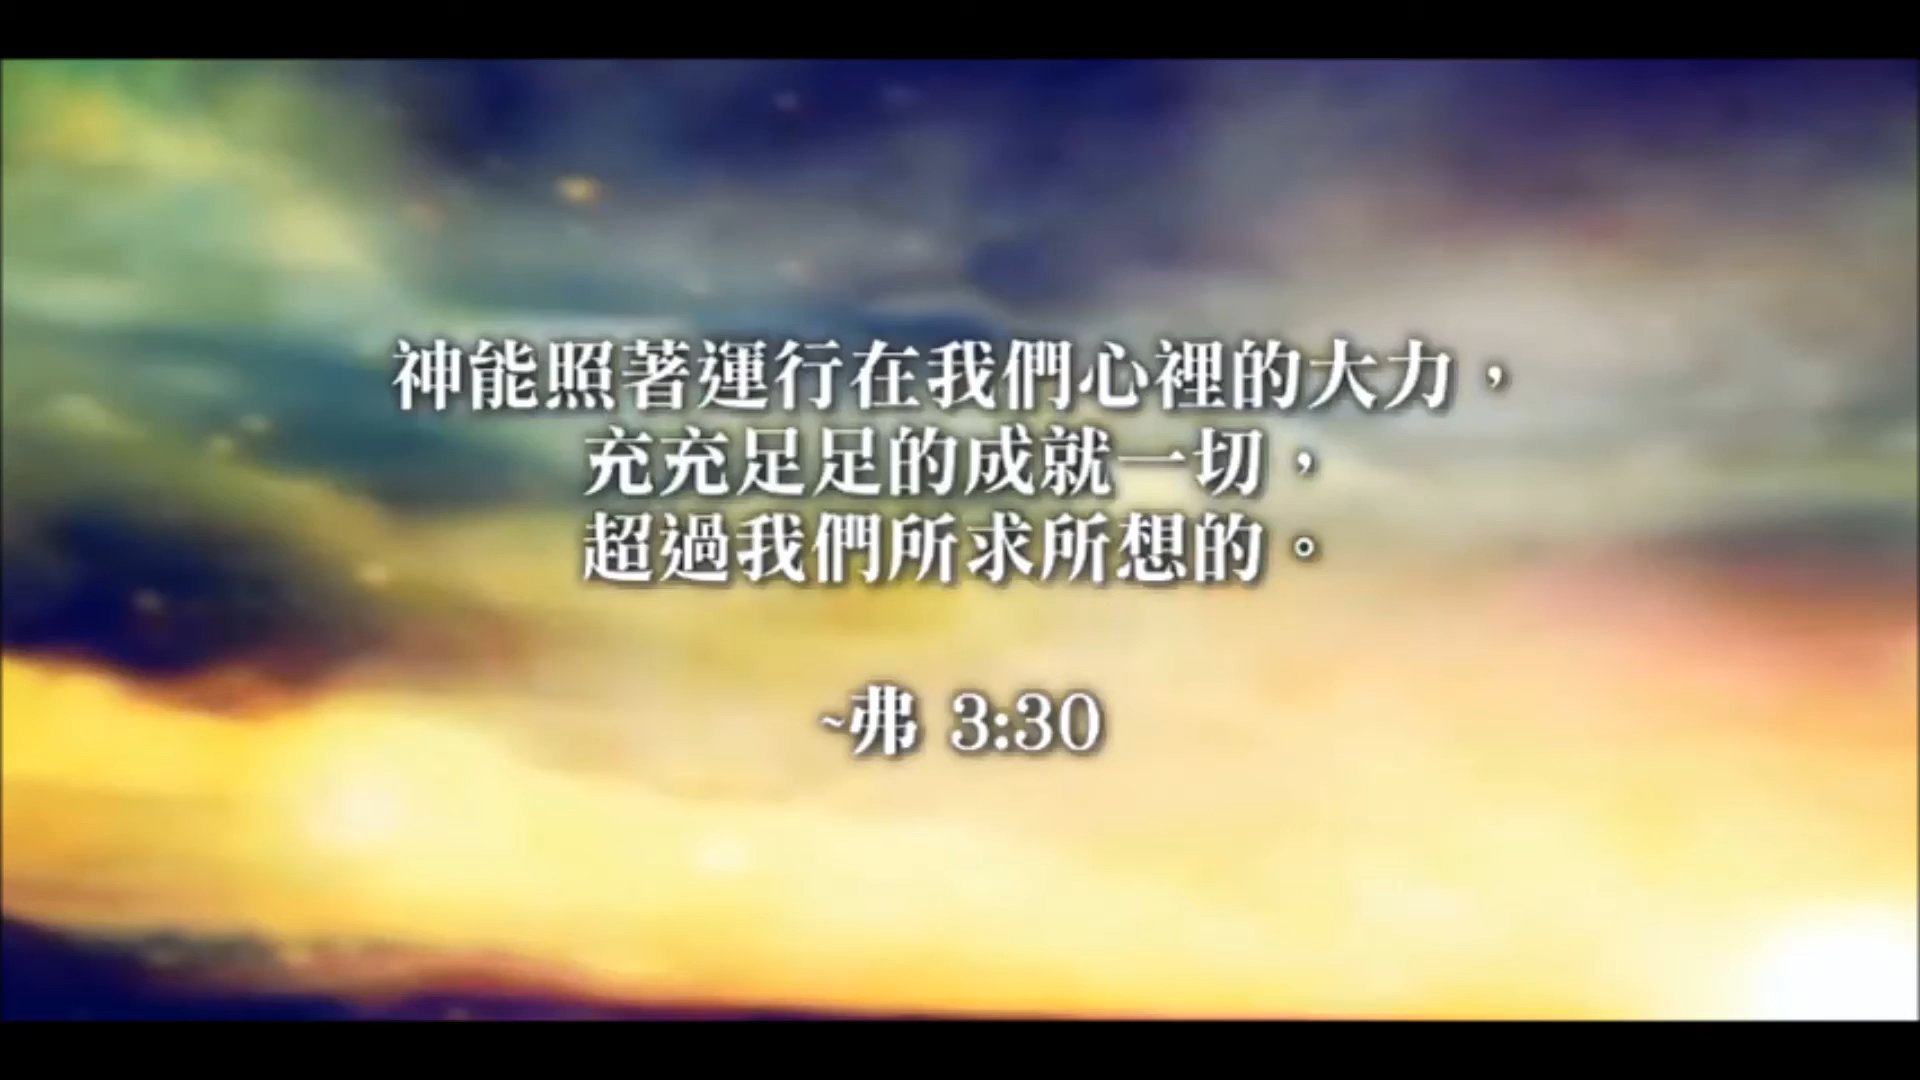 神能照著運行在我們心裡的大力，
充充足足的成就一切，
超過我們所求所想的。
~弗 3:30